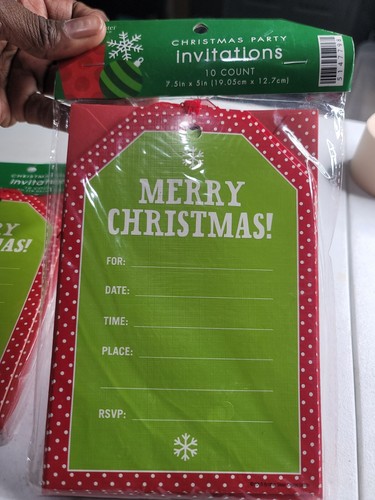 CHRISTMAS PARTY
invitations
10 COUNT
7.5in x 5in (19.05cm x 12.7cm)
MERRY
CHRISTMAS!
FOR:
DATE:
TIME:
PLACE:
RSVP: